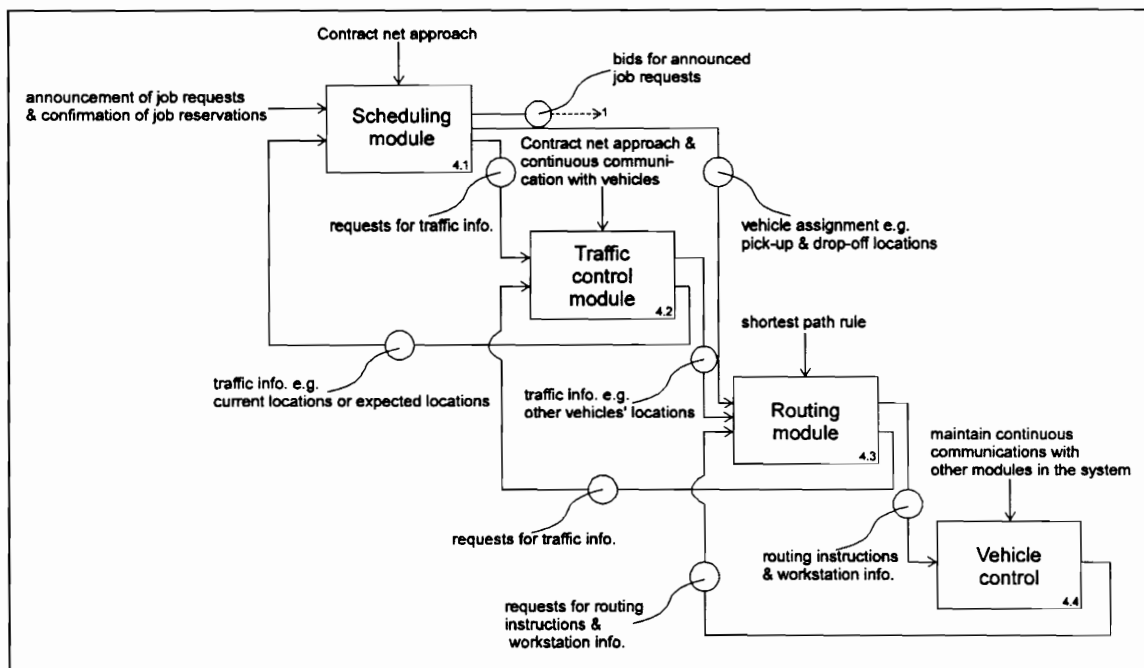 Contract net approach
bids for announced
job requests
announcement of job requests
& confirmation of job reservations
Scheduling
module
4.1
1
Contract net approach &
continuous communi-
cation with vehicles
requests for traffic info.
vehicle assignment e.g.
pick-up & drop-off locations
Traffic
control
module
4.2
shortest path rule
traffic info. e.g.
current locations or expected locations
traffic info. e.g.
other vehicles' locations
Routing
module
4.3
maintain continuous
communications with
other modules in the system
requests for traffic info.
routing instructions
& workstation info.
Vehicle
control
4.4
requests for routing
instructions &
workstation info.